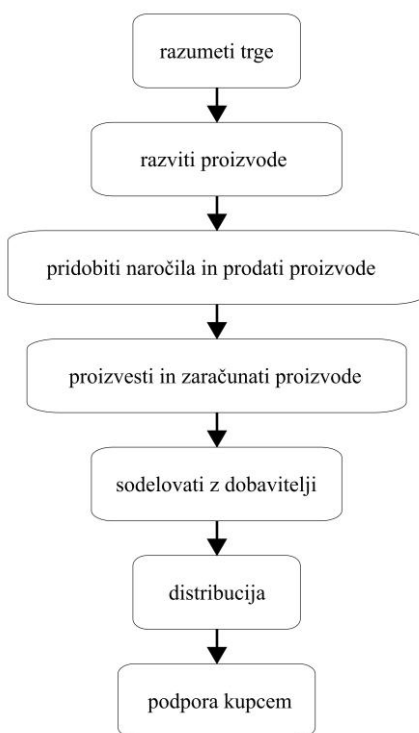 razumeti trge
razviti proizvode
pridobiti naročila in prodati proizvode
proizvesti in zaračunati proizvode
sodelovati z dobavitelji
distribucija
podpora kupcem